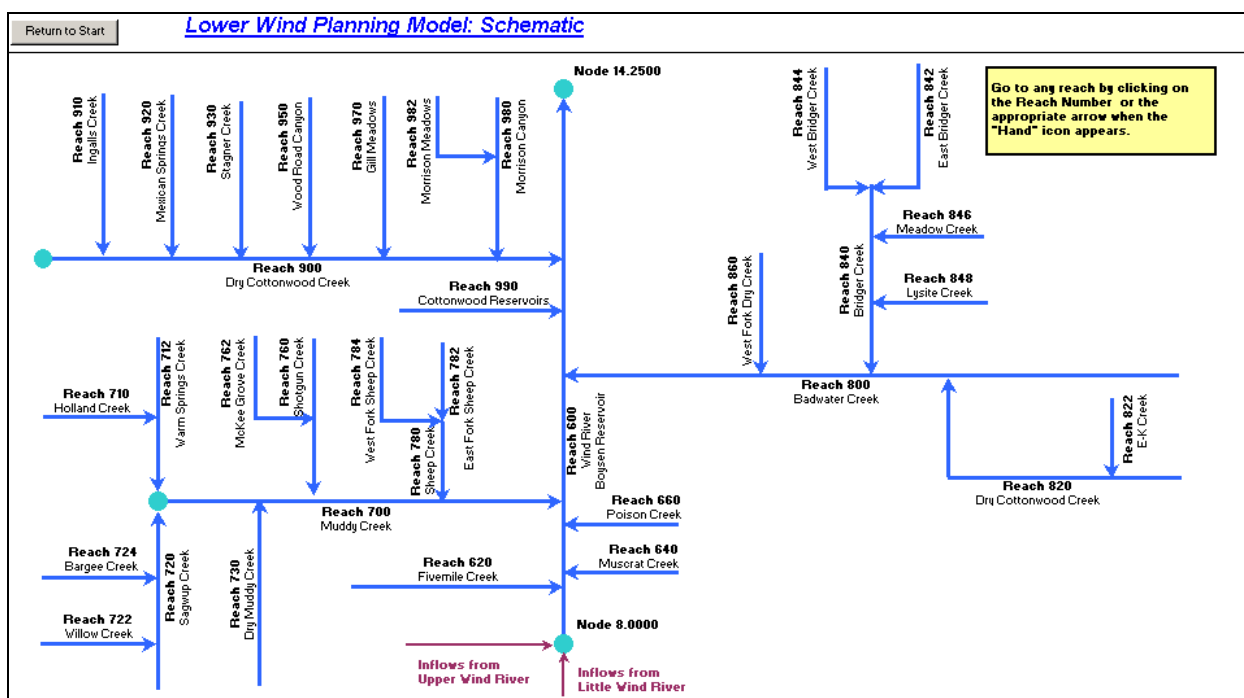 Return to Start
Lower Wind Planning Model: Schematic
Node 14.2500
Go to any reach by clicking on
the Reach Number or the
appropriate arrow when the
"Hand" icon appears.
Reach 910
Ingalls Creek
Reach 920
Mexican Springs Creek
Reach 930
Stagner Creek
Reach 950
Wood Road Canyon
Reach 970
Gill Meadows
Reach 982
Morrison Meadows
Reach 980
Morrison Canyon
Reach 844
West Bridger Creek
Reach 842
East Bridger Creek
Reach 846
Meadow Creek
Reach 840
Bridger Creek
Reach 848
Lysite Creek
Reach 860
West Fork Dry Creek
Reach 900
Dry Cottonwood Creek
Reach 990
Cottonwood Reservoirs
Reach 712
Warm Springs Creek
Reach 710
Holland Creek
Reach 762
McKee Grove Creek
Reach 760
Shotgun Creek
Reach 784
West Fork Sheep Creek
Reach 782
East Fork Sheep Creek
Reach 780
Sheep Creek
Reach 600
Wind River
Boysen Reservoir
Reach 800
Badwater Creek
Reach 822
E-K Creek
Reach 820
Dry Cottonwood Creek
Reach 700
Muddy Creek
Reach 660
Poison Creek
Reach 724
Bargee Creek
Reach 720
Sagwup Creek
Reach 730
Dry Muddy Creek
Reach 620
Fivemile Creek
Reach 640
Muscrat Creek
Reach 722
Willow Creek
Node 8.0000
Inflows from
Upper Wind River
Inflows from
Little Wind River